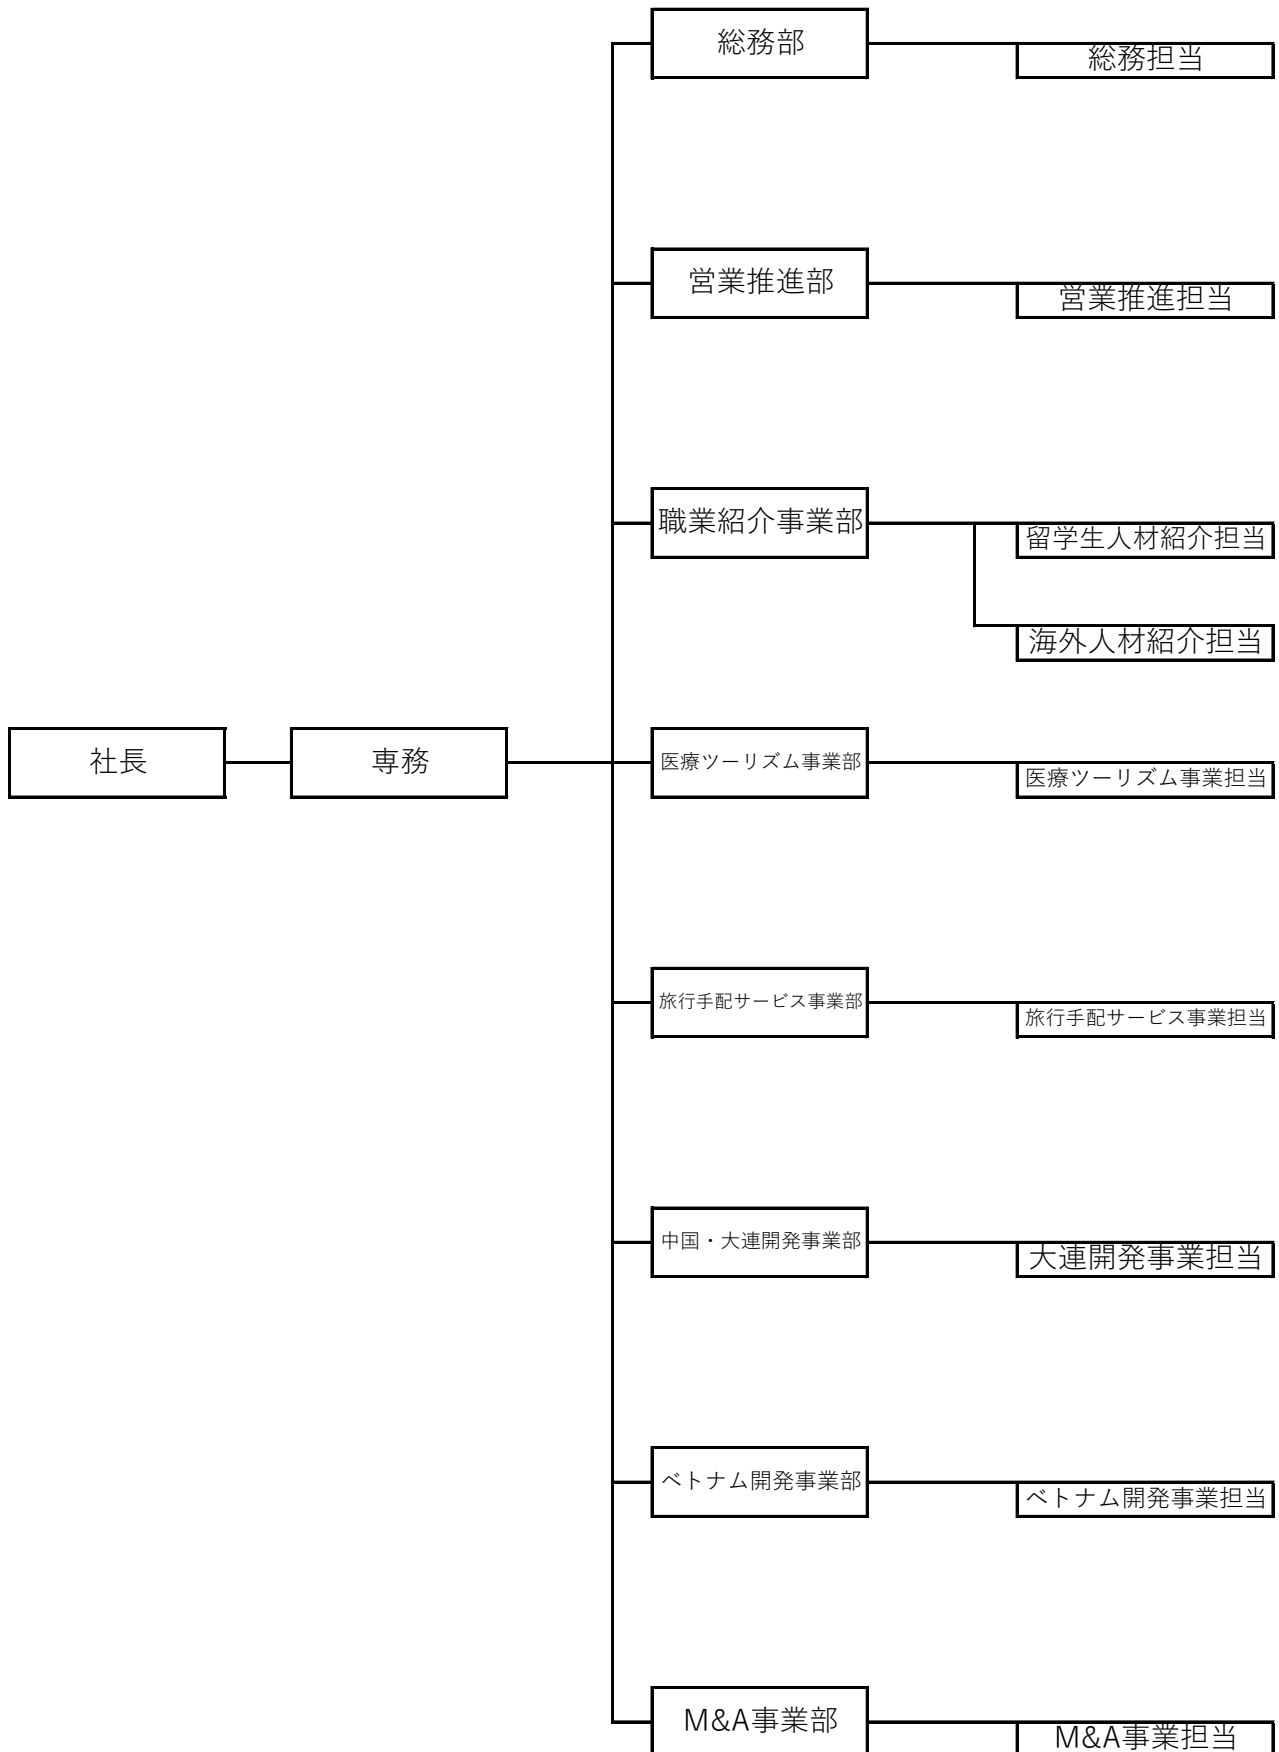 総務部
総務担当
営業推進部
営業推進担当
職業紹介事業部
留学生人材紹介担当
海外人材紹介担当
社長
専務
医療ツーリズム事業部
医療ツーリズム事業担当
旅行手配サービス事業部
旅行手配サービス事業担当
中国・大連開発事業部
大連開発事業担当
ベトナム開発事業部
ベトナム開発事業担当
M&A事業部
M&A事業担当